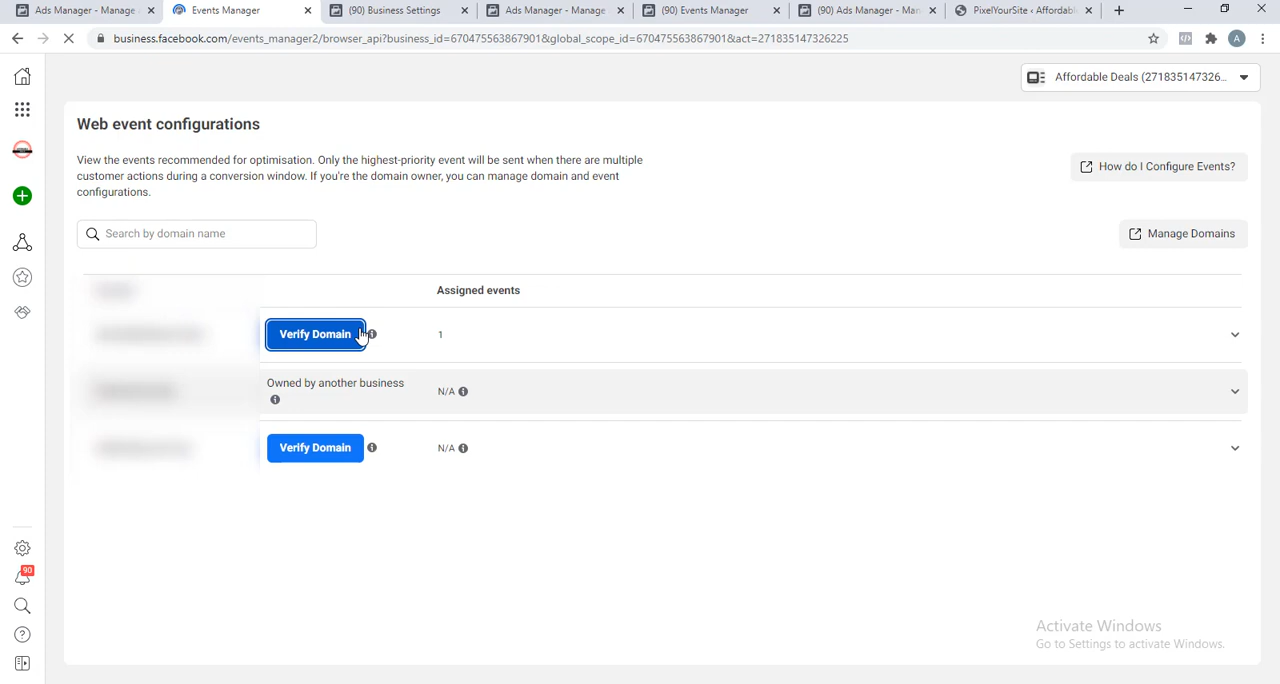 Ads Manager - Manage
Events Manager
(90) Business Settings
Ads Manager - Manage
(90) Events Manager
(90) Ads Manager - Man
PixelYourSite ‹ Affordabl
business.facebook.com/events_manager2/browser_api?business_id=670475563867901&global_scope_id=670475563867901&act=271835147326225
A
Affordable Deals (271835147326...
Web event configurations
View the events recommended for optimisation. Only the highest-priority event will be sent when there are multiple
customer actions during a conversion window. If you're the domain owner, you can manage domain and event
configurations.
How do I Configure Events?
Search by domain name
Manage Domains
Assigned events
Verify Domain
1
Owned by another business
N/A
Verify Domain
N/A
90
Activate Windows
Go to Settings to activate Windows.